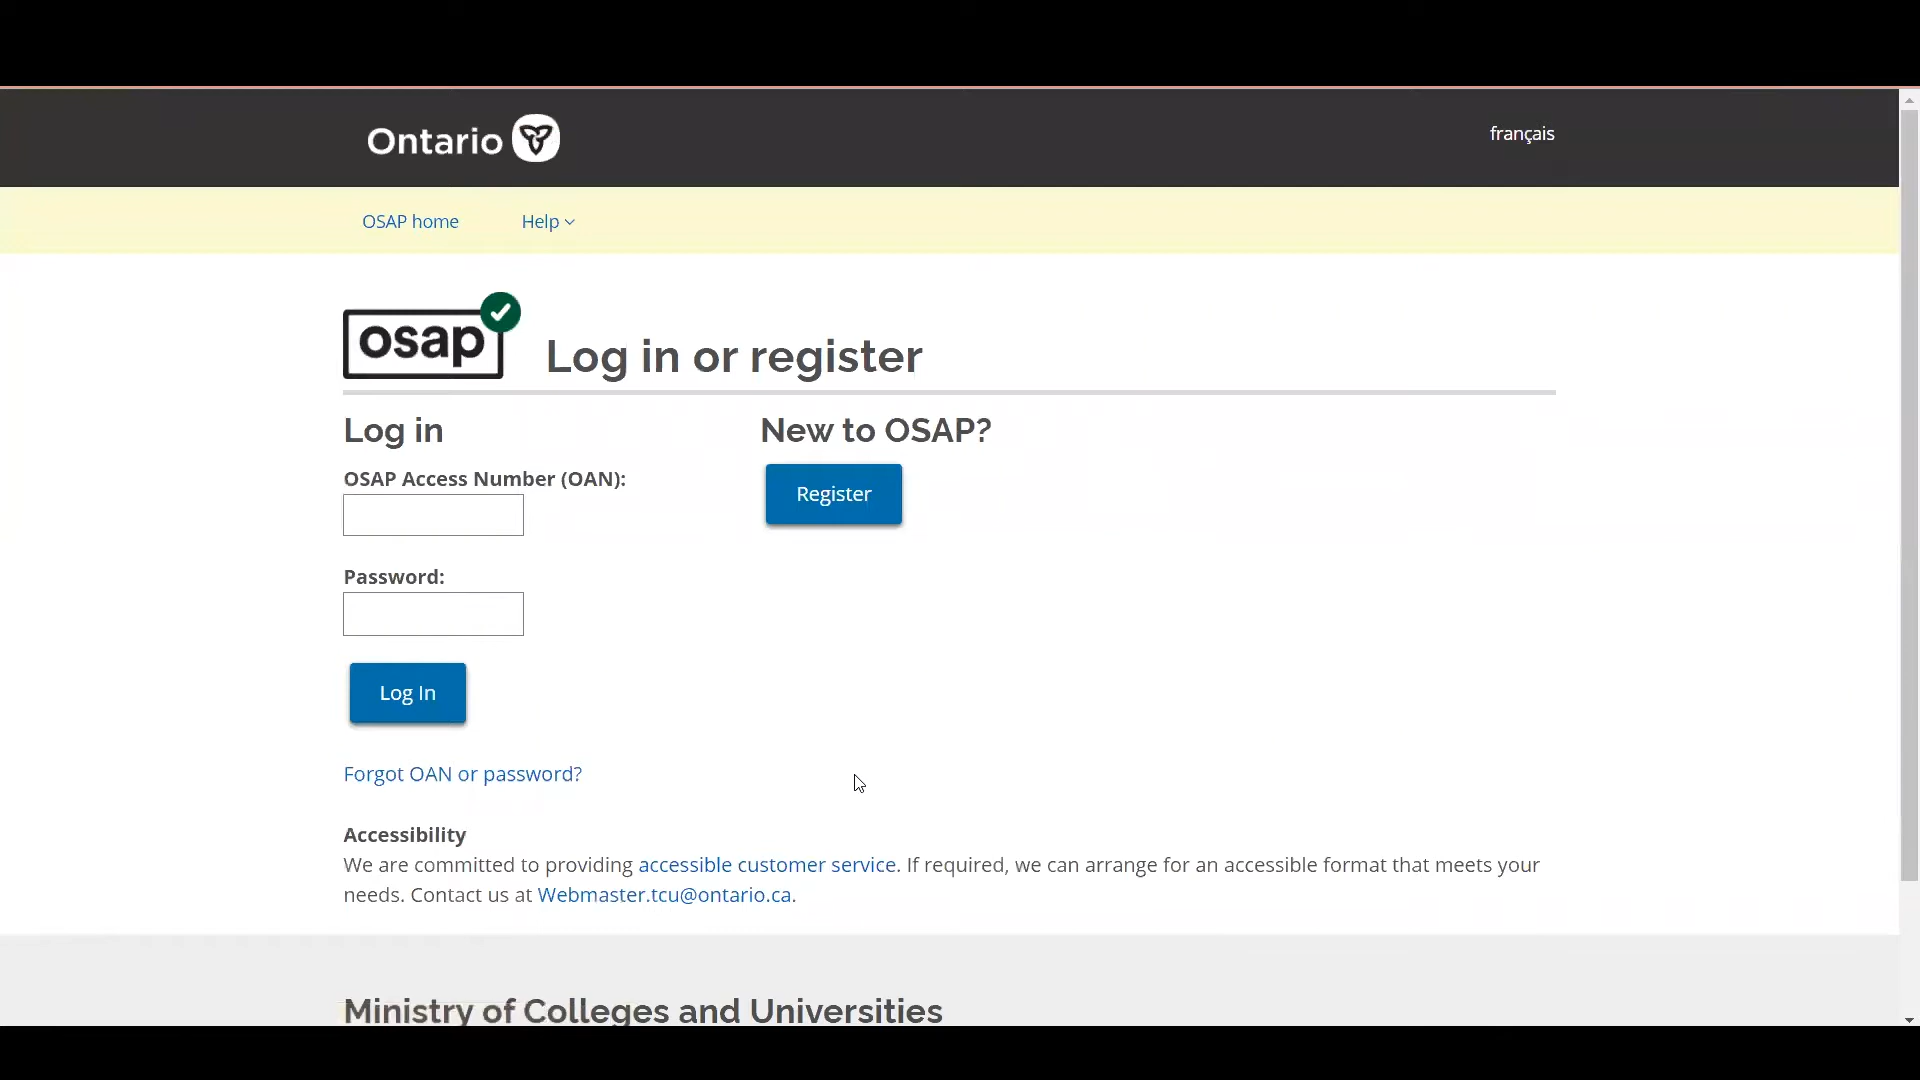 Ontario
français
OSAP home
Help
osap
Log in or register
Log in
New to OSAP?
OSAP Access Number (OAN):
Register
Password:
Log In
Forgot OAN or password?
Accessibility
We are committed to providing accessible customer service. If required, we can arrange for an accessible format that meets your
needs. Contact us at Webmaster.tcu@ontario.ca.
Ministry of Colleges and Universities